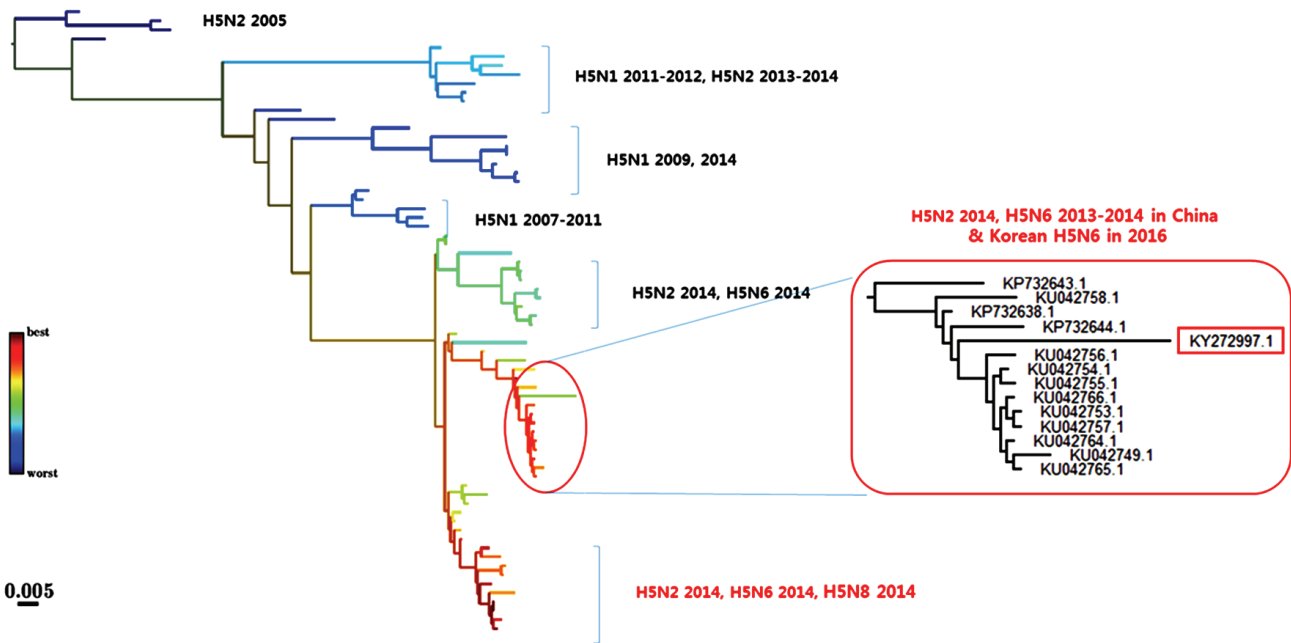 H5N2 2005
H5N1 2011-2012, H5N2 2013-2014
H5N1 2009, 2014
H5N1 2007-2011
H5N2 2014, H5N6 2014
H5N2 2014, H5N6 2013-2014 in China
& Korean H5N6 in 2016
KP732643.1
KU042758.1
KP732638.1
KP732644.1
KY272997.1
KU042756.1
KU042754.1
KU042755.1
KU042766.1
KU042753.1
KU042757.1
KU042764.1
KU042749.1
KU042765.1
best
worst
0.005
H5N2 2014, H5N6 2014, H5N8 2014